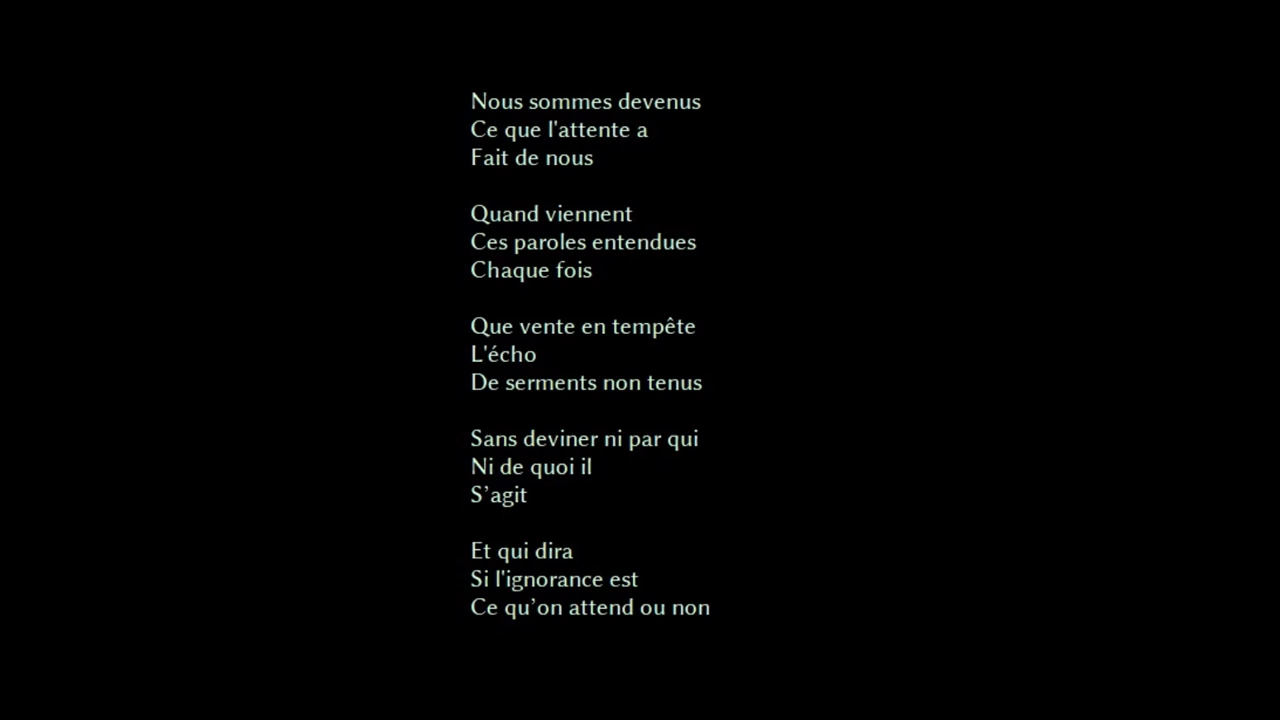 Nous sommes devenus
Ce que l'attente a
Fait de nous
Quand viennent
Ces paroles entendues
Chaque fois
Que vente en tempête
L'écho
De serments non tenus
Sans deviner ni par qui
Ni de quoi il
S’agit
Et qui dira
Si l'ignorance est
Ce qu’on attend ou non